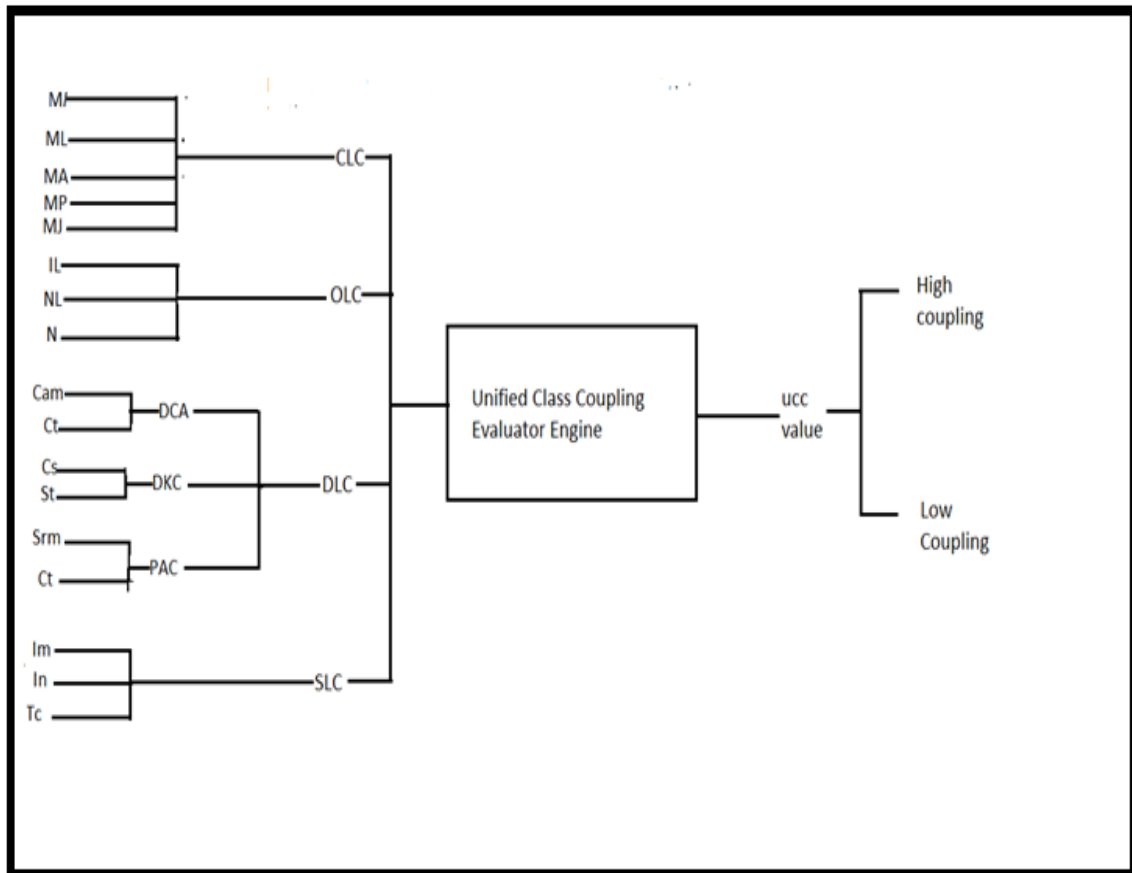 ML
MA
MP
MJ
CLC
IL
NL
N
OLC
Cam
Ct
DCA
Cs
St
DKC
Srm
Ct
PAC
DLC
Im
In
Tc
SLC
Unified Class Coupling
Evaluator Engine
ucc
value
High
coupling
Low
Coupling